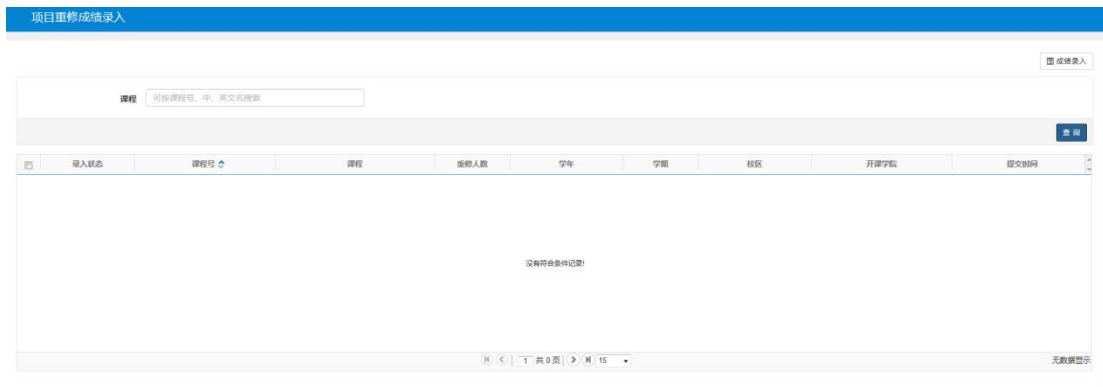 项目重修成绩录入
成绩录入
课程 可按课程号、中、英文名搜索
查询
录入状态 课程号 课程 重修人数 学年 学期 校区 开课学院 提交时间
没有符合条件记录!
1 共 0 页 15 无数据显示